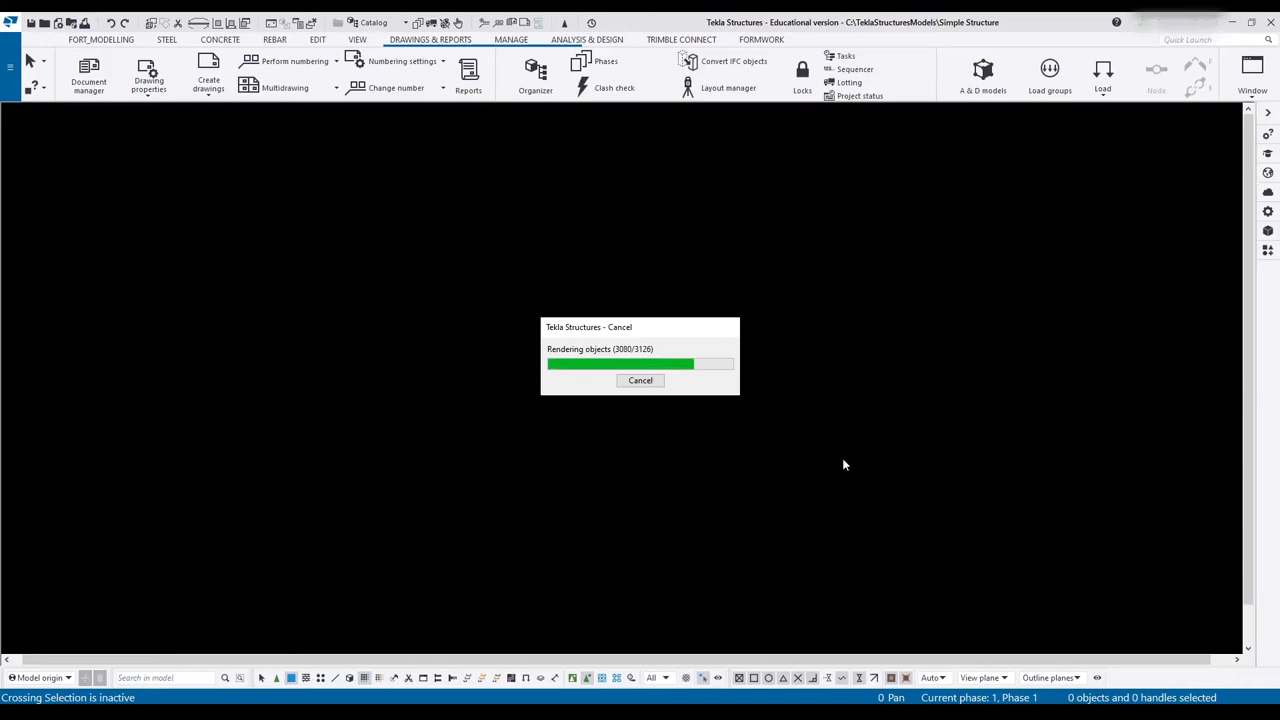 Catalog
Tekla Structures - Educational version - C:\TeklaStructuresModels\Simple Structure
FORT_MODELLING STEEL CONCRETE REBAR EDIT VIEW DRAWINGS & REPORTS MANAGE ANALYSIS & DESIGN TRIMBLE CONNECT FORMWORK Quick Launch
Document manager
Drawing properties
Create drawings
Perform numbering
Multidrawing
Numbering settings
Change number
Reports
Organizer
Phases
Clash check
Convert IFC objects
Layout manager
Locks
Tasks
Sequencer
Lotting
Project status
A & D models
Load groups
Load
Node
Window
Tekla Structures - Cancel
Rendering objects (3080/3126)
Cancel
Model origin Search in model All Auto View plane Outline planes
Crossing Selection is inactive 0 Pan Current phase: 1, Phase 1 0 objects and 0 handles selected